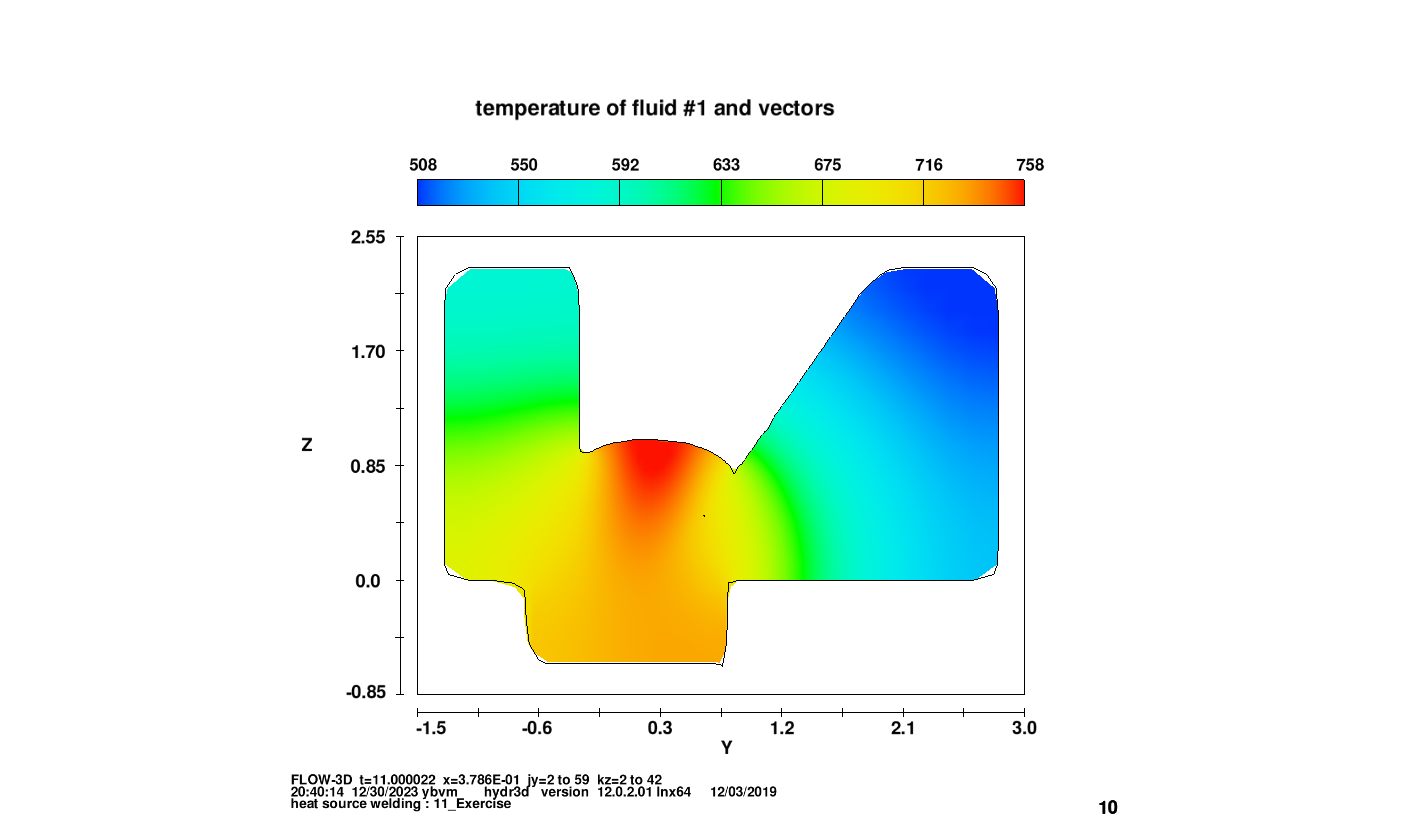 temperature of fluid #1 and vectors
508 550 592 633 675 716 758
2.55
1.70
Z
0.85
0.0
-0.85
-1.5 -0.6 0.3 1.2 2.1 3.0
Y
FLOW-3D t=11.000022 x=3.786E-01 jy=2 to 59 kz=2 to 42
20:40:14 12/30/2023 ybvm hydr3d version 12.0.2.01 lnx64 12/03/2019
heat source welding : 11_Exercise
10